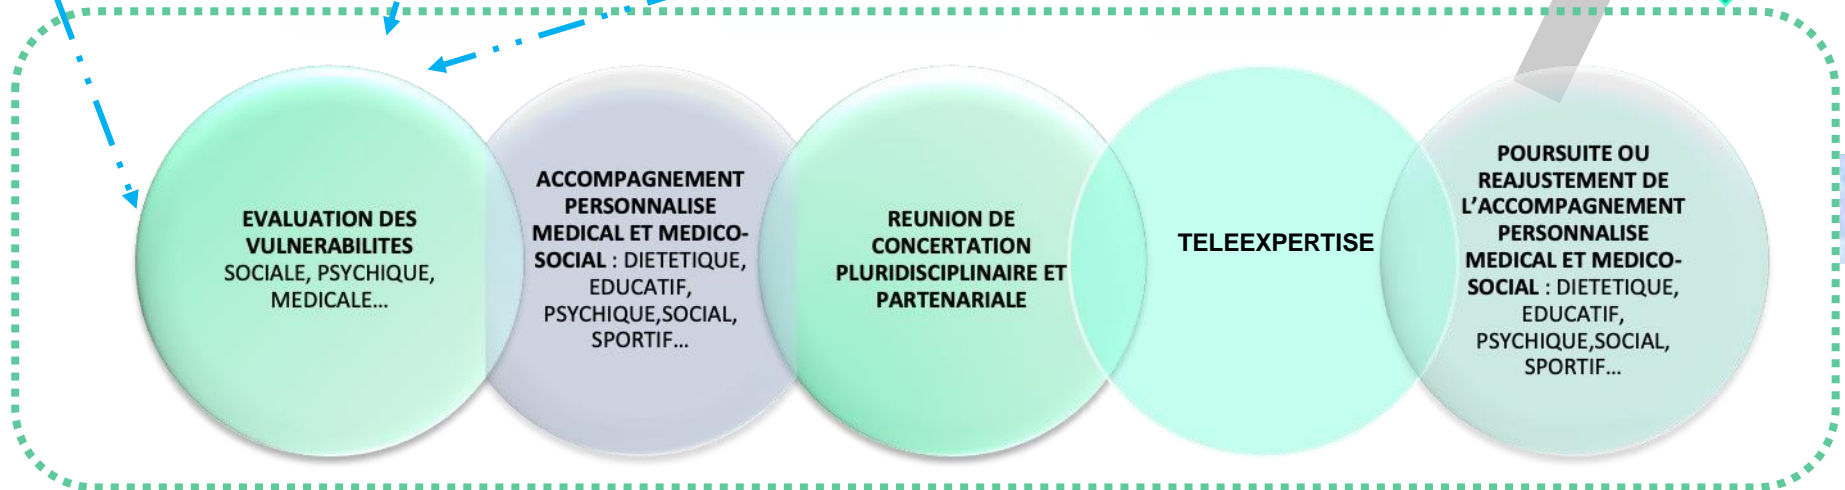 EVALUATION DES
VULNERABILITES
SOCIALE, PSYCHIQUE,
MEDICALE…
ACCOMPAGNEMENT
PERSONNALISE
MEDICAL ET MEDICO-
SOCIAL : DIETETIQUE,
EDUCATIF,
PSYCHIQUE,SOCIAL,
SPORTIF…
REUNION DE
CONCERTATION
PLURIDISCIPLINAIRE ET
PARTENARIALE
TELEEXPERTISE
POURSUITE OU
REAJUSTEMENT DE
L’ACCOMPAGNEMENT
PERSONNALISE
MEDICAL ET MEDICO-
SOCIAL : DIETETIQUE,
EDUCATIF,
PSYCHIQUE,SOCIAL,
SPORTIF…